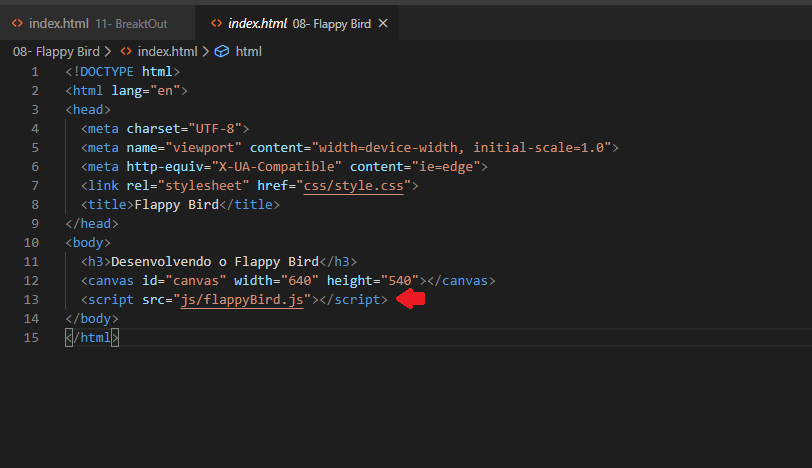 index.html 11- BreaktOut index.html 08- Flappy Bird
08- Flappy Bird > index.html > html
1 <!DOCTYPE html>
2 <html lang="en">
3 <head>
4 <meta charset="UTF-8">
5 <meta name="viewport" content="width=device-width, initial-scale=1.0">
6 <meta http-equiv="X-UA-Compatible" content="ie=edge">
7 <link rel="stylesheet" href="css/style.css">
8 <title>Flappy Bird</title>
9 </head>
10 <body>
11 <h3>Desenvolvendo o Flappy Bird</h3>
12 <canvas id="canvas" width="640" height="540"></canvas>
13 <script src="js/flappyBird.js"></script>
14 </body>
15 </html>